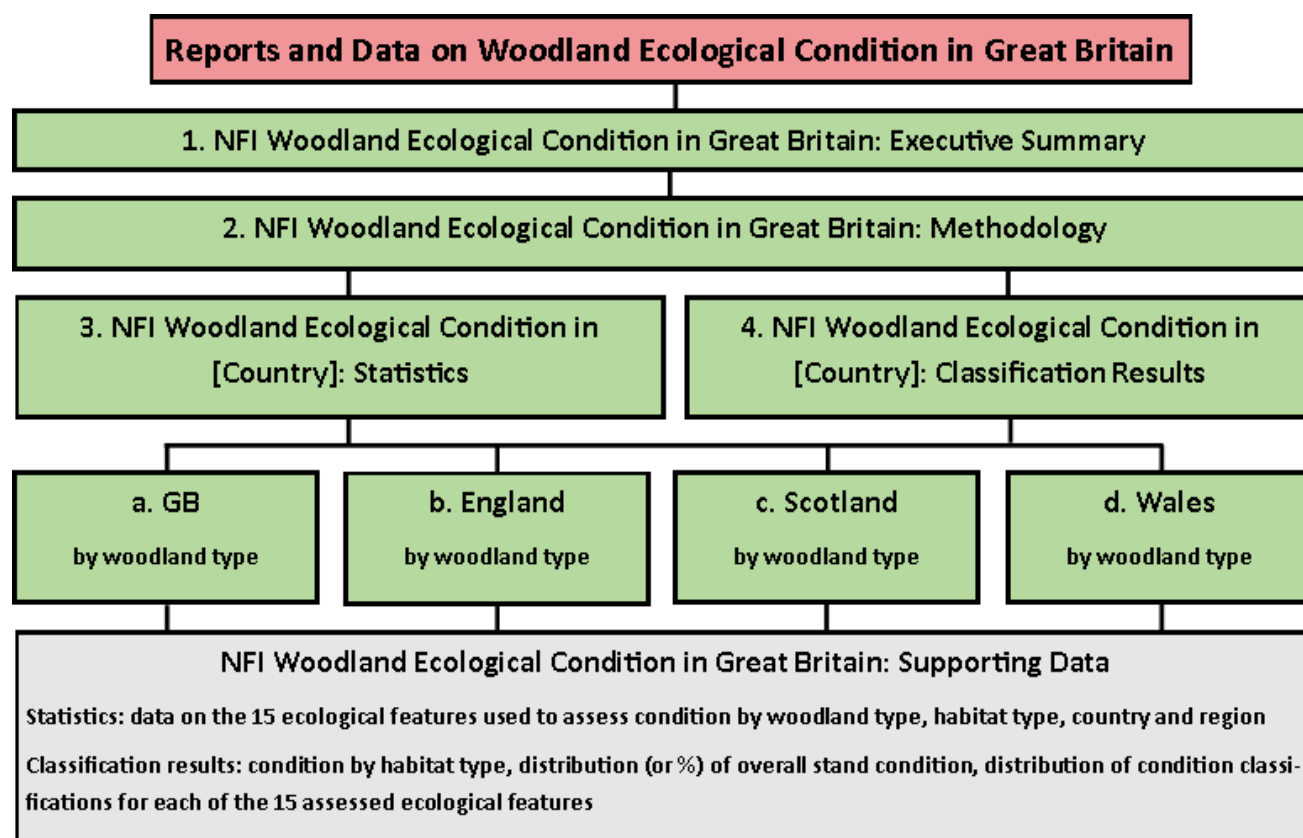 Reports and Data on Woodland Ecological Condition in Great Britain
1. NFI Woodland Ecological Condition in Great Britain: Executive Summary
2. NFI Woodland Ecological Condition in Great Britain: Methodology
3. NFI Woodland Ecological Condition in
[Country]: Statistics
4. NFI Woodland Ecological Condition in
[Country]: Classification Results
a. GB
by woodland type
b. England
by woodland type
c. Scotland
by woodland type
d. Wales
by woodland type
NFI Woodland Ecological Condition in Great Britain: Supporting Data
Statistics: data on the 15 ecological features used to assess condition by woodland type, habitat type, country and region
Classification results: condition by habitat type, distribution (or %) of overall stand condition, distribution of condition classi-
fications for each of the 15 assessed ecological features